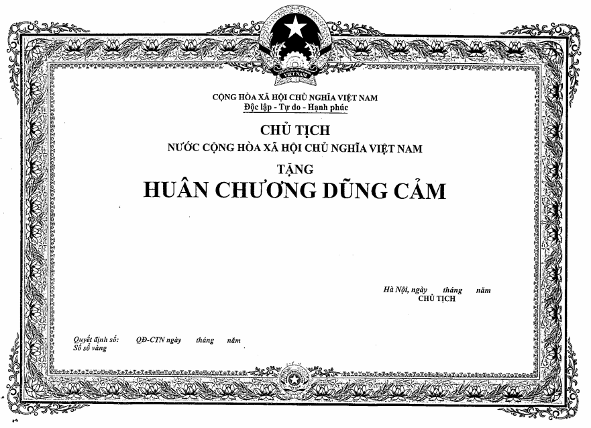 VIỆT NAM
CỘNG HÒA XÃ HỘI CHỦ NGHĨA VIỆT NAM
Độc lập - Tự do - Hạnh phúc
CHỦ TỊCH
NƯỚC CỘNG HÒA XÃ HỘI CHỦ NGHĨA VIỆT NAM
TẶNG
HUÂN CHƯƠNG DŨNG CẢM
Hà Nội, ngày tháng năm
CHỦ TỊCH
Quyết định số: QĐ-CTN ngày tháng năm
Số sổ vàng